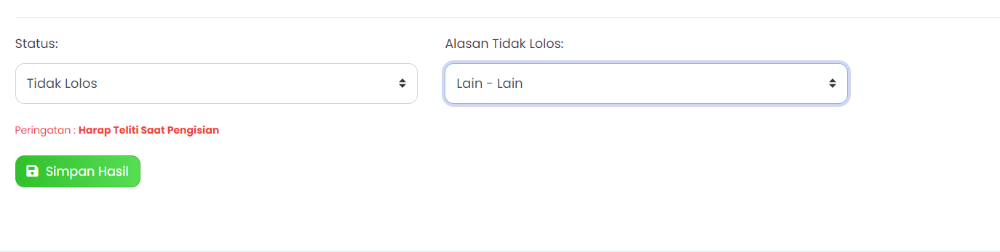 Status:
Alasan Tidak Lolos:
Tidak Lolos
Lain - Lain
Peringatan : Harap Teliti Saat Pengisian
Simpan Hasil